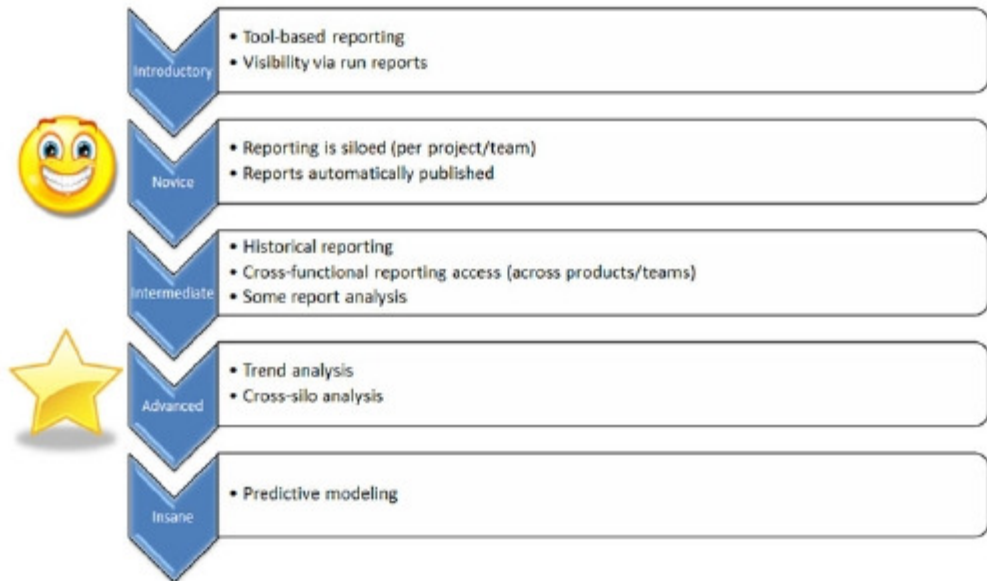 Introductory
• Tool-based reporting
• Visibility via run reports
Novice
• Reporting is siloed (per project/team)
• Reports automatically published
Intermediate
• Historical reporting
• Cross-functional reporting access (across products/teams)
• Some report analysis
Advanced
• Trend analysis
• Cross-silo analysis
Insane
• Predictive modeling